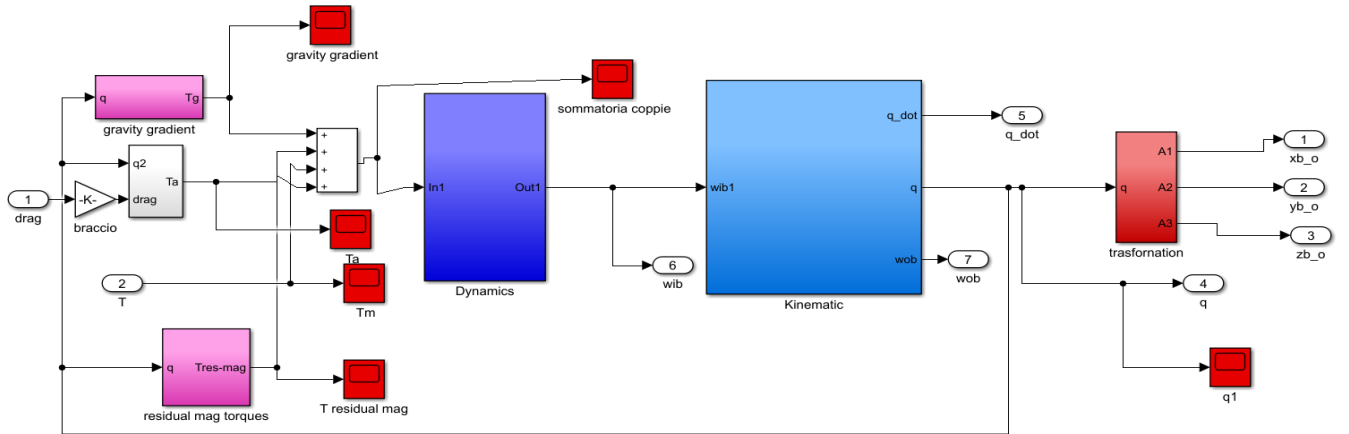 gravity gradient
q
Tg
gravity gradient
sommatoria coppie
q2
drag
Ta
1
drag
-K-
braccio
+
+
+
+
In1
Out1
Dynamics
wib1
q_dot
q
wob
Kinematic
5
q_dot
q
A1
A2
A3
trasfornation
1
xb_o
2
yb_o
3
zb_o
Ta
6
wib
7
wob
2
T
Tm
4
q
q
Tres-mag
residual mag torques
T residual mag
q1